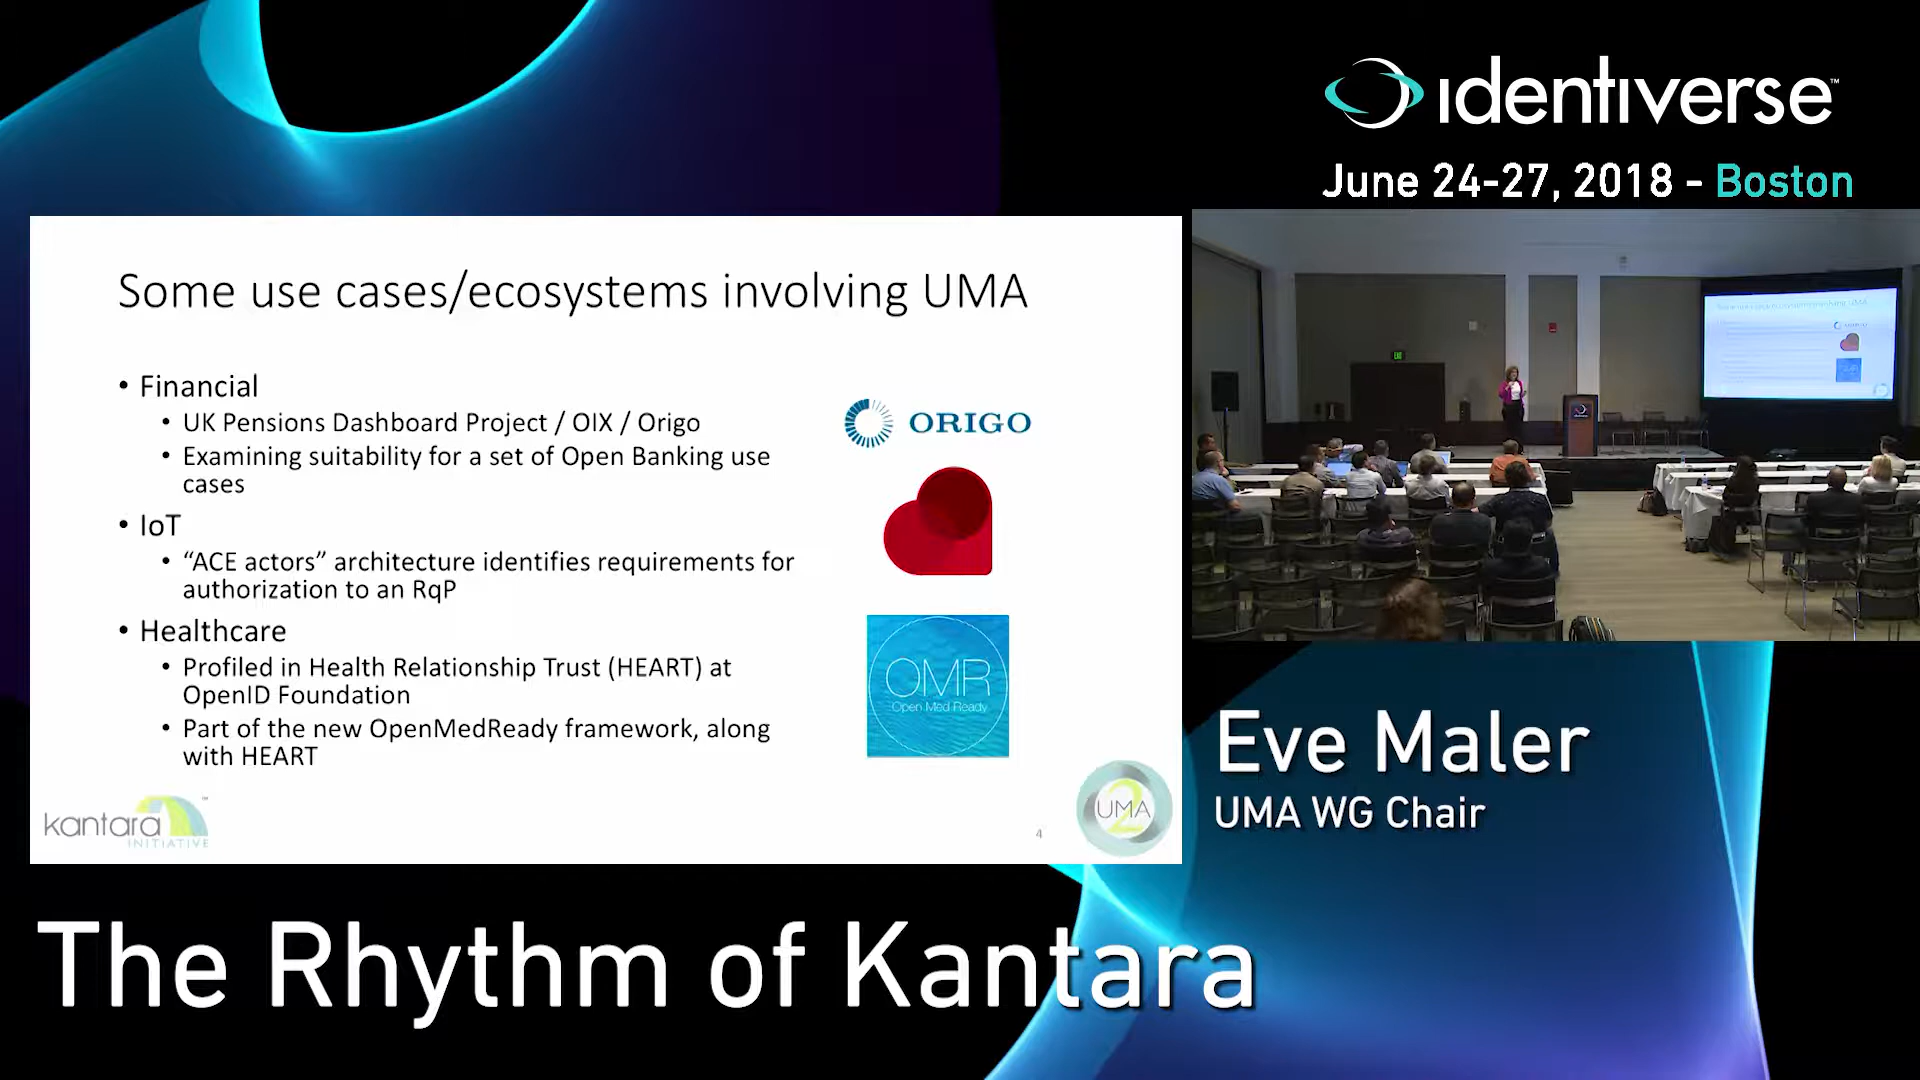 identiverse™
June 24-27, 2018 - Boston
Some use cases/ecosystems involving UMA
• Financial
• UK Pensions Dashboard Project / OIX / Origo
• Examining suitability for a set of Open Banking use
cases
• IoT
• “ACE actors” architecture identifies requirements for
authorization to an RqP
• Healthcare
• Profiled in Health Relationship Trust (HEART) at
OpenID Foundation
• Part of the new OpenMedReady framework, along
with HEART
ORIGO
OMR
Open Med Ready
kantara™
INITIATIVE
4
UMA
2
Eve Maler
UMA WG Chair
The Rhythm of Kantara